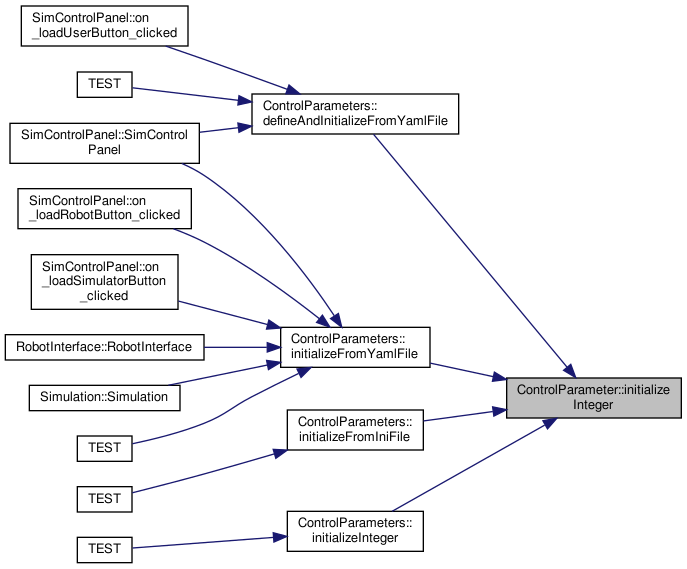 SimControlPanel::on
_loadUserButton_clicked
TEST
ControlParameters::
defineAndInitializeFromYamlFile
SimControlPanel::SimControl
Panel
SimControlPanel::on
_loadRobotButton_clicked
SimControlPanel::on
_loadSimulatorButton
_clicked
RobotInterface::RobotInterface
ControlParameters::
initializeFromYamlFile
Simulation::Simulation
ControlParameter::initialize
Integer
TEST
ControlParameters::
initializeFromIniFile
TEST
ControlParameters::
initializeInteger
TEST